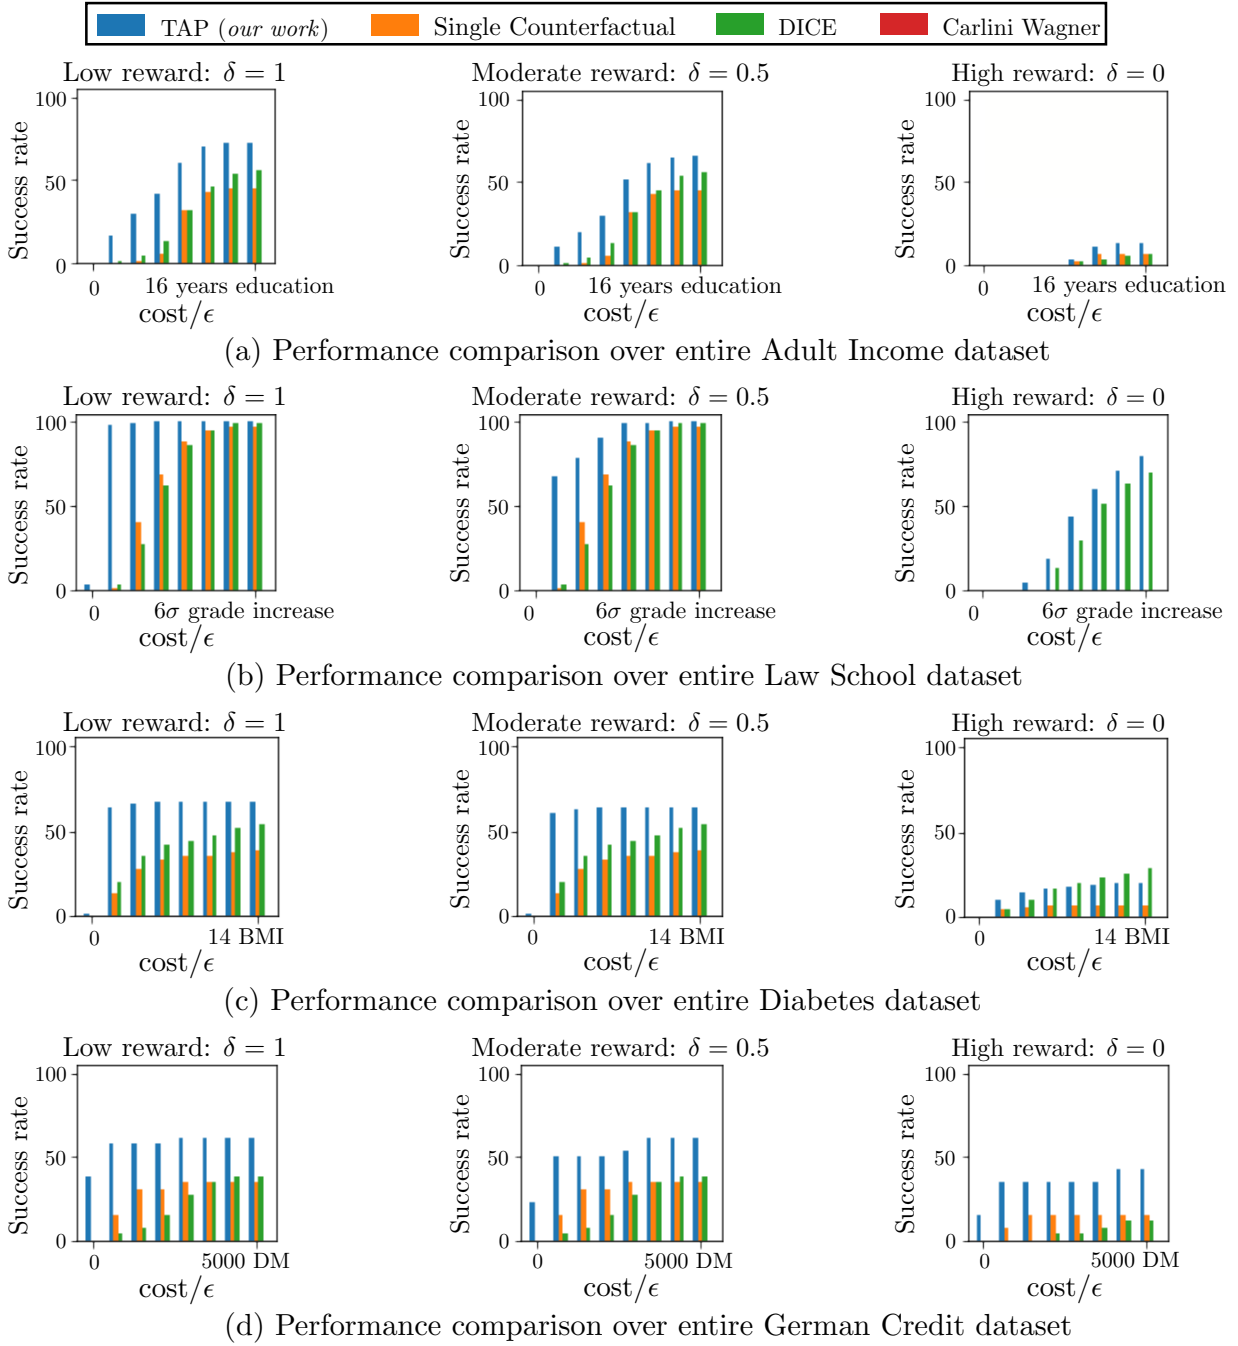 TAP (our work) Single Counterfactual DICE Carlini Wagner
Low reward: δ = 1 Moderate reward: δ = 0.5 High reward: δ = 0
100 100 100
Success rate Success rate Success rate
50 50 50
0 0 0
0 16 years education 0 16 years education 0 16 years education
cost/ϵ cost/ϵ cost/ϵ
(a) Performance comparison over entire Adult Income dataset
Low reward: δ = 1 Moderate reward: δ = 0.5 High reward: δ = 0
100 100 100
Success rate Success rate Success rate
50 50 50
0 0 0
0 6σ grade increase 0 6σ grade increase 0 6σ grade increase
cost/ϵ cost/ϵ cost/ϵ
(b) Performance comparison over entire Law School dataset
Low reward: δ = 1 Moderate reward: δ = 0.5 High reward: δ = 0
100 100 100
Success rate Success rate Success rate
50 50 50
0 0 0
0 14 BMI 0 14 BMI 0 14 BMI
cost/ϵ cost/ϵ cost/ϵ
(c) Performance comparison over entire Diabetes dataset
Low reward: δ = 1 Moderate reward: δ = 0.5 High reward: δ = 0
100 100 100
Success rate Success rate Success rate
50 50 50
0 0 0
0 5000 DM 0 5000 DM 0 5000 DM
cost/ϵ cost/ϵ cost/ϵ
(d) Performance comparison over entire German Credit dataset